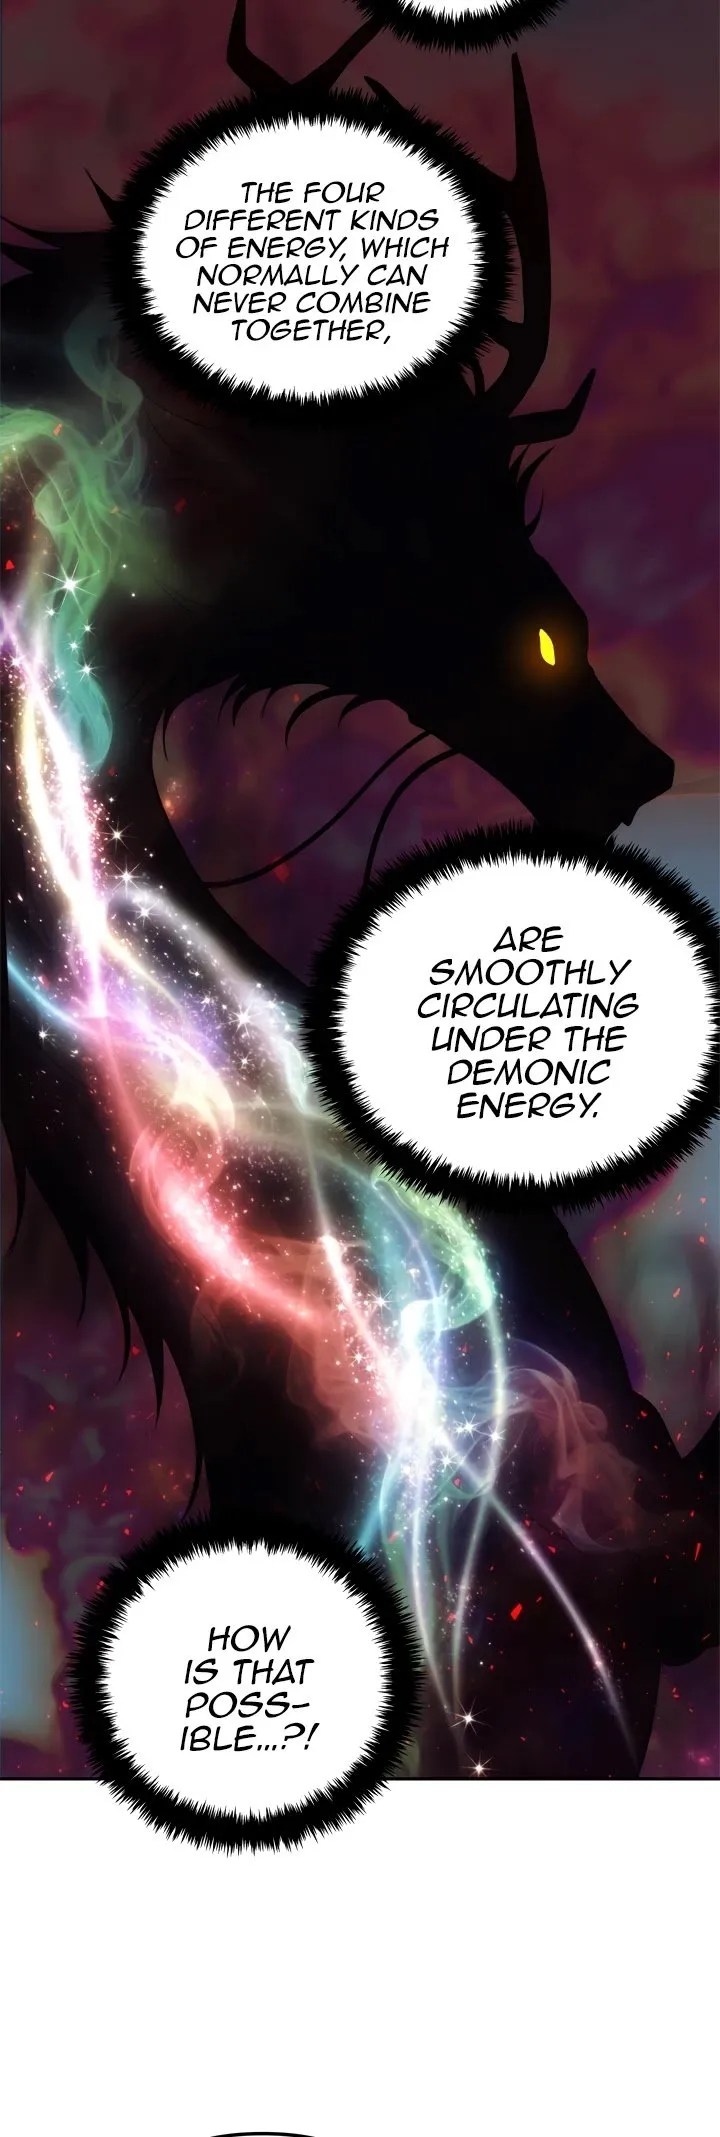 THE FOUR
DIFFERENT KINDS
OF ENERGY, WHICH
NORMALLY CAN
NEVER COMBINE
TOGETHER,
ARE
SMOOTHLY
CIRCULATING
UNDER THE
DEMONIC
ENERGY.
HOW
IS THAT
POSS-
IBLE...?!